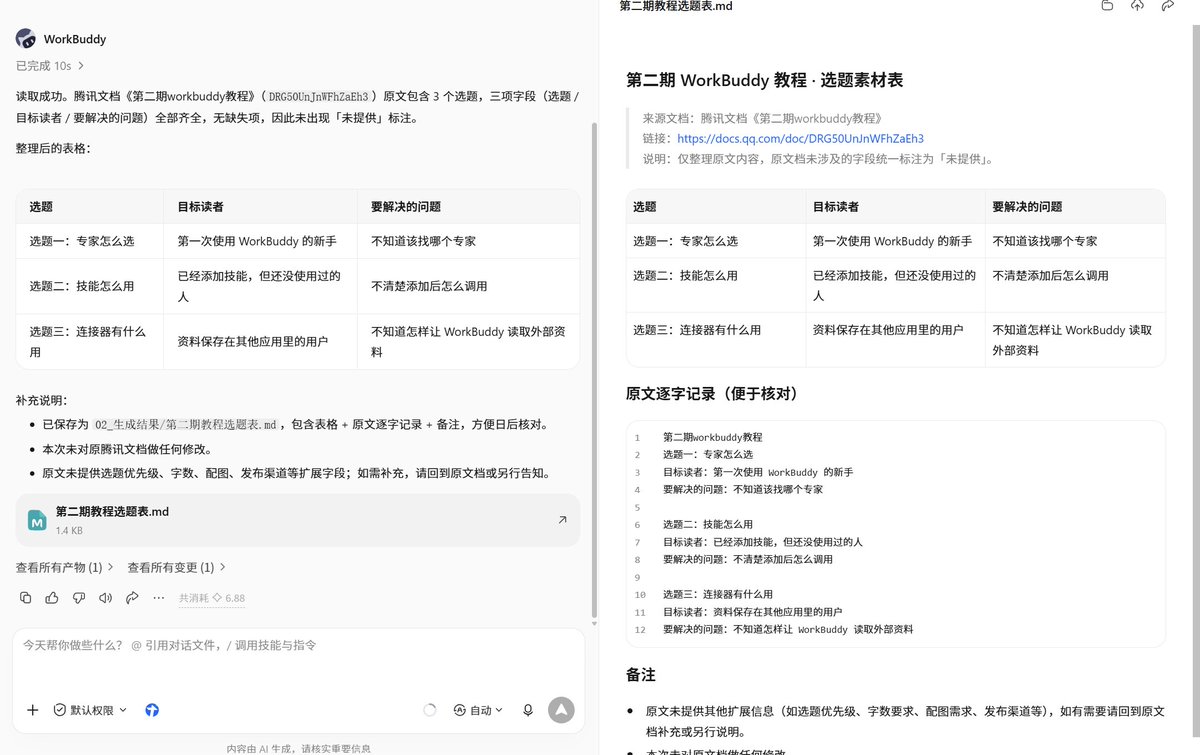 WorkBuddy
已完成 10s
读取成功。腾讯文档《第二期workbuddy教程》（DRG50UnJnWFhZaEh3）原文包含 3 个选题，三项字段（选题 /
目标读者 / 要解决的问题）全部齐全，无缺失项，因此未出现「未提供」标注。
整理后的表格：
选题 目标读者 要解决的问题
选题一：专家怎么选 第一次使用 WorkBuddy 的新手 不知道该找哪个专家
选题二：技能怎么用 已经添加技能，但还没使用过的
人 不清楚添加后怎么调用
选题三：连接器有什么
用 资料保存在其他应用里的用户 不知道怎样让 WorkBuddy 读取外部资
料
补充说明：
已保存为 02_生成结果/第二期教程选题表.md ，包含表格 + 原文逐字记录 + 备注，方便日后核对。
本次未对原腾讯文档做任何修改。
原文未提供选题优先级、字数、配图、发布渠道等扩展字段；如需补充，请回到原文档或另行告知。
第二期教程选题表.md
1.4 KB
查看所有产物 (1) 查看所有变更 (1)
共消耗 6.88
今天帮你做些什么？ @ 引用对话文件，/ 调用技能与指令
默认权限 自动
内容由 AI 生成，请核实重要信息
第二期教程选题表.md
第二期 WorkBuddy 教程 · 选题素材表
来源文档：腾讯文档《第二期workbuddy教程》
链接：https://docs.qq.com/doc/DRG50UnJnWFhZaEh3
说明：仅整理原文内容，原文档未涉及的字段统一标注为「未提供」。
选题 目标读者 要解决的问题
选题一：专家怎么选 第一次使用 WorkBuddy 的新手 不知道该找哪个专家
选题二：技能怎么用 已经添加技能，但还没使用过的
人 不清楚添加后怎么调用
选题三：连接器有什么用 资料保存在其他应用里的用户 不知道怎样让 WorkBuddy 读取
外部资料
原文逐字记录（便于核对）
1 第二期workbuddy教程
2 选题一：专家怎么选
3 目标读者：第一次使用 WorkBuddy 的新手
4 要解决的问题：不知道该找哪个专家
5
6 选题二：技能怎么用
7 目标读者：已经添加技能，但还没使用过的人
8 要解决的问题：不清楚添加后怎么调用
9
10 选题三：连接器有什么用
11 目标读者：资料保存在其他应用里的用户
12 要解决的问题：不知道怎样让 WorkBuddy 读取外部资料
备注
原文未提供其他扩展信息（如选题优先级、字数要求、配图需求、发布渠道等），如有需要请回到原文
档补充或另行说明。
本次未对原文档做任何修改